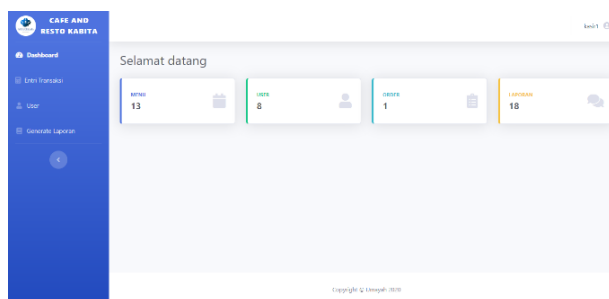 CAFE AND
RESTO KABITA
kasir1
Dashboard
Selamat datang
Entri Transaksi
MENU
13
USER
8
ORDER
1
LAPORAN
18
User
Generate Laporan
Copyright © 2020